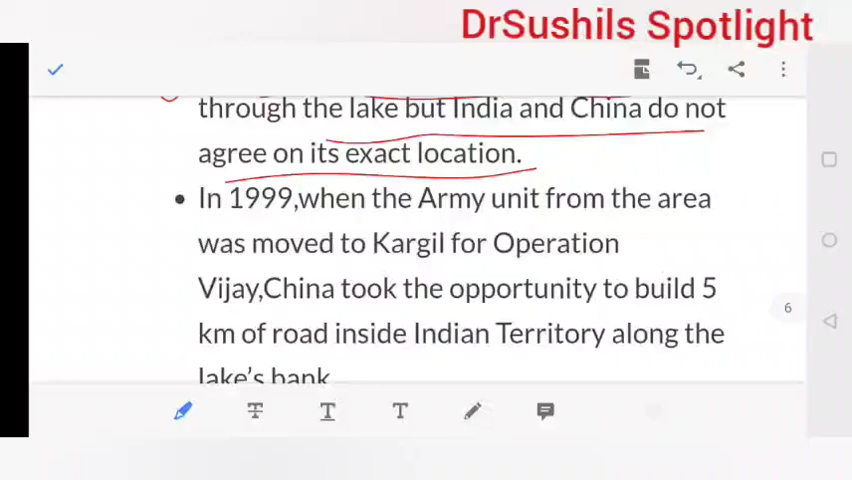 DrSushils Spotlight
through the lake but India and China do not
agree on its exact location.
• In 1999,when the Army unit from the area
was moved to Kargil for Operation
Vijay,China took the opportunity to build 5
6
km of road inside Indian Territory along the
lake's bank
T T T